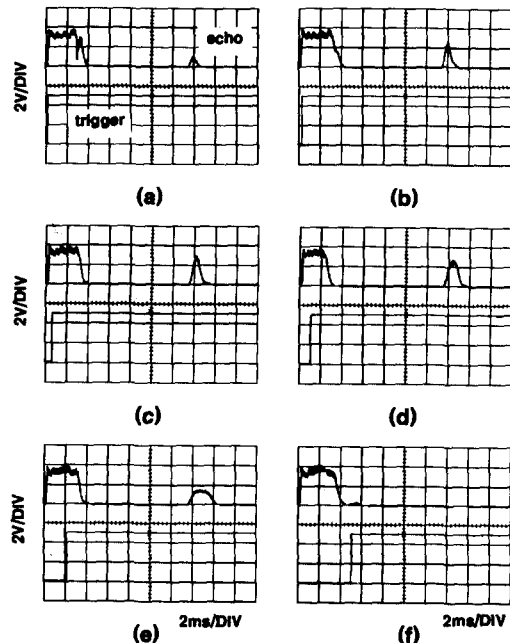 echo
2V/DIV
trigger
(a)
(b)
(c)
(d)
2V/DIV
2V/DIV
2ms/DIV
2ms/DIV
(e)
(f)